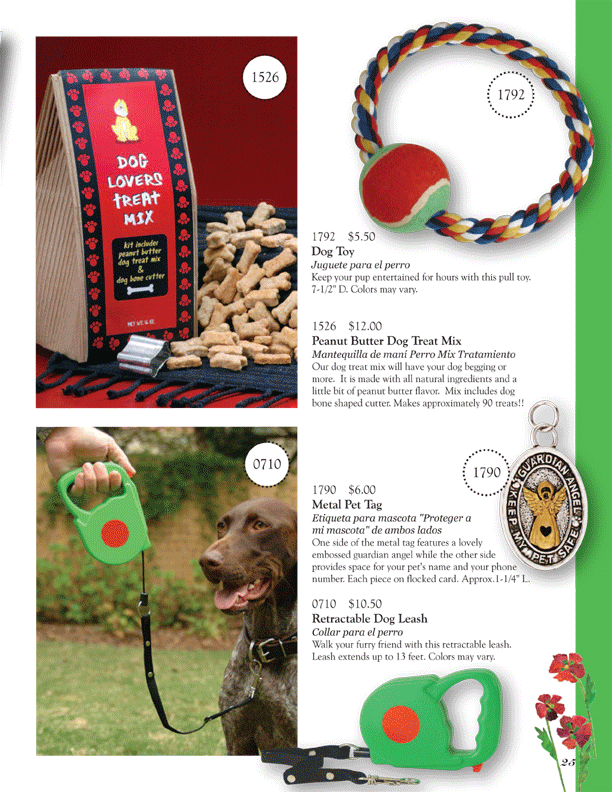 1526
DOG
LOVERS
TREAT
MIX
kit includes
peanut butter
dog treat mix
&
dog bone cutter
NET WT. 16 OZ.
1792
1792 $5.50
Dog Toy
Juguete para el perro
Keep your pup entertained for hours with this pull toy.
7-1/2" D. Colors may vary.
1526 $12.00
Peanut Butter Dog Treat Mix
Mantequilla de maní Perro Mix Tratamiento
Our dog treat mix will have your dog begging or
more. It is made with all natural ingredients and a
little bit of peanut butter flavor. Mix includes dog
bone shaped cutter. Makes approximately 90 treats!!
0710
1790
GUARDIAN ANGEL
KEEP MY PET SAFE
1790 $6.00
Metal Pet Tag
Etiqueta para mascota "Proteger a
mi mascota" de ambos lados
One side of the metal tag features a lovely
embossed guardian angel while the other side
provides space for your pet's name and your phone
number. Each piece on flocked card. Approx.1-1/4" L.
0710 $10.50
Retractable Dog Leash
Collar para el perro
Walk your furry friend with this retractable leash.
Leash extends up to 13 feet. Colors may vary.
25